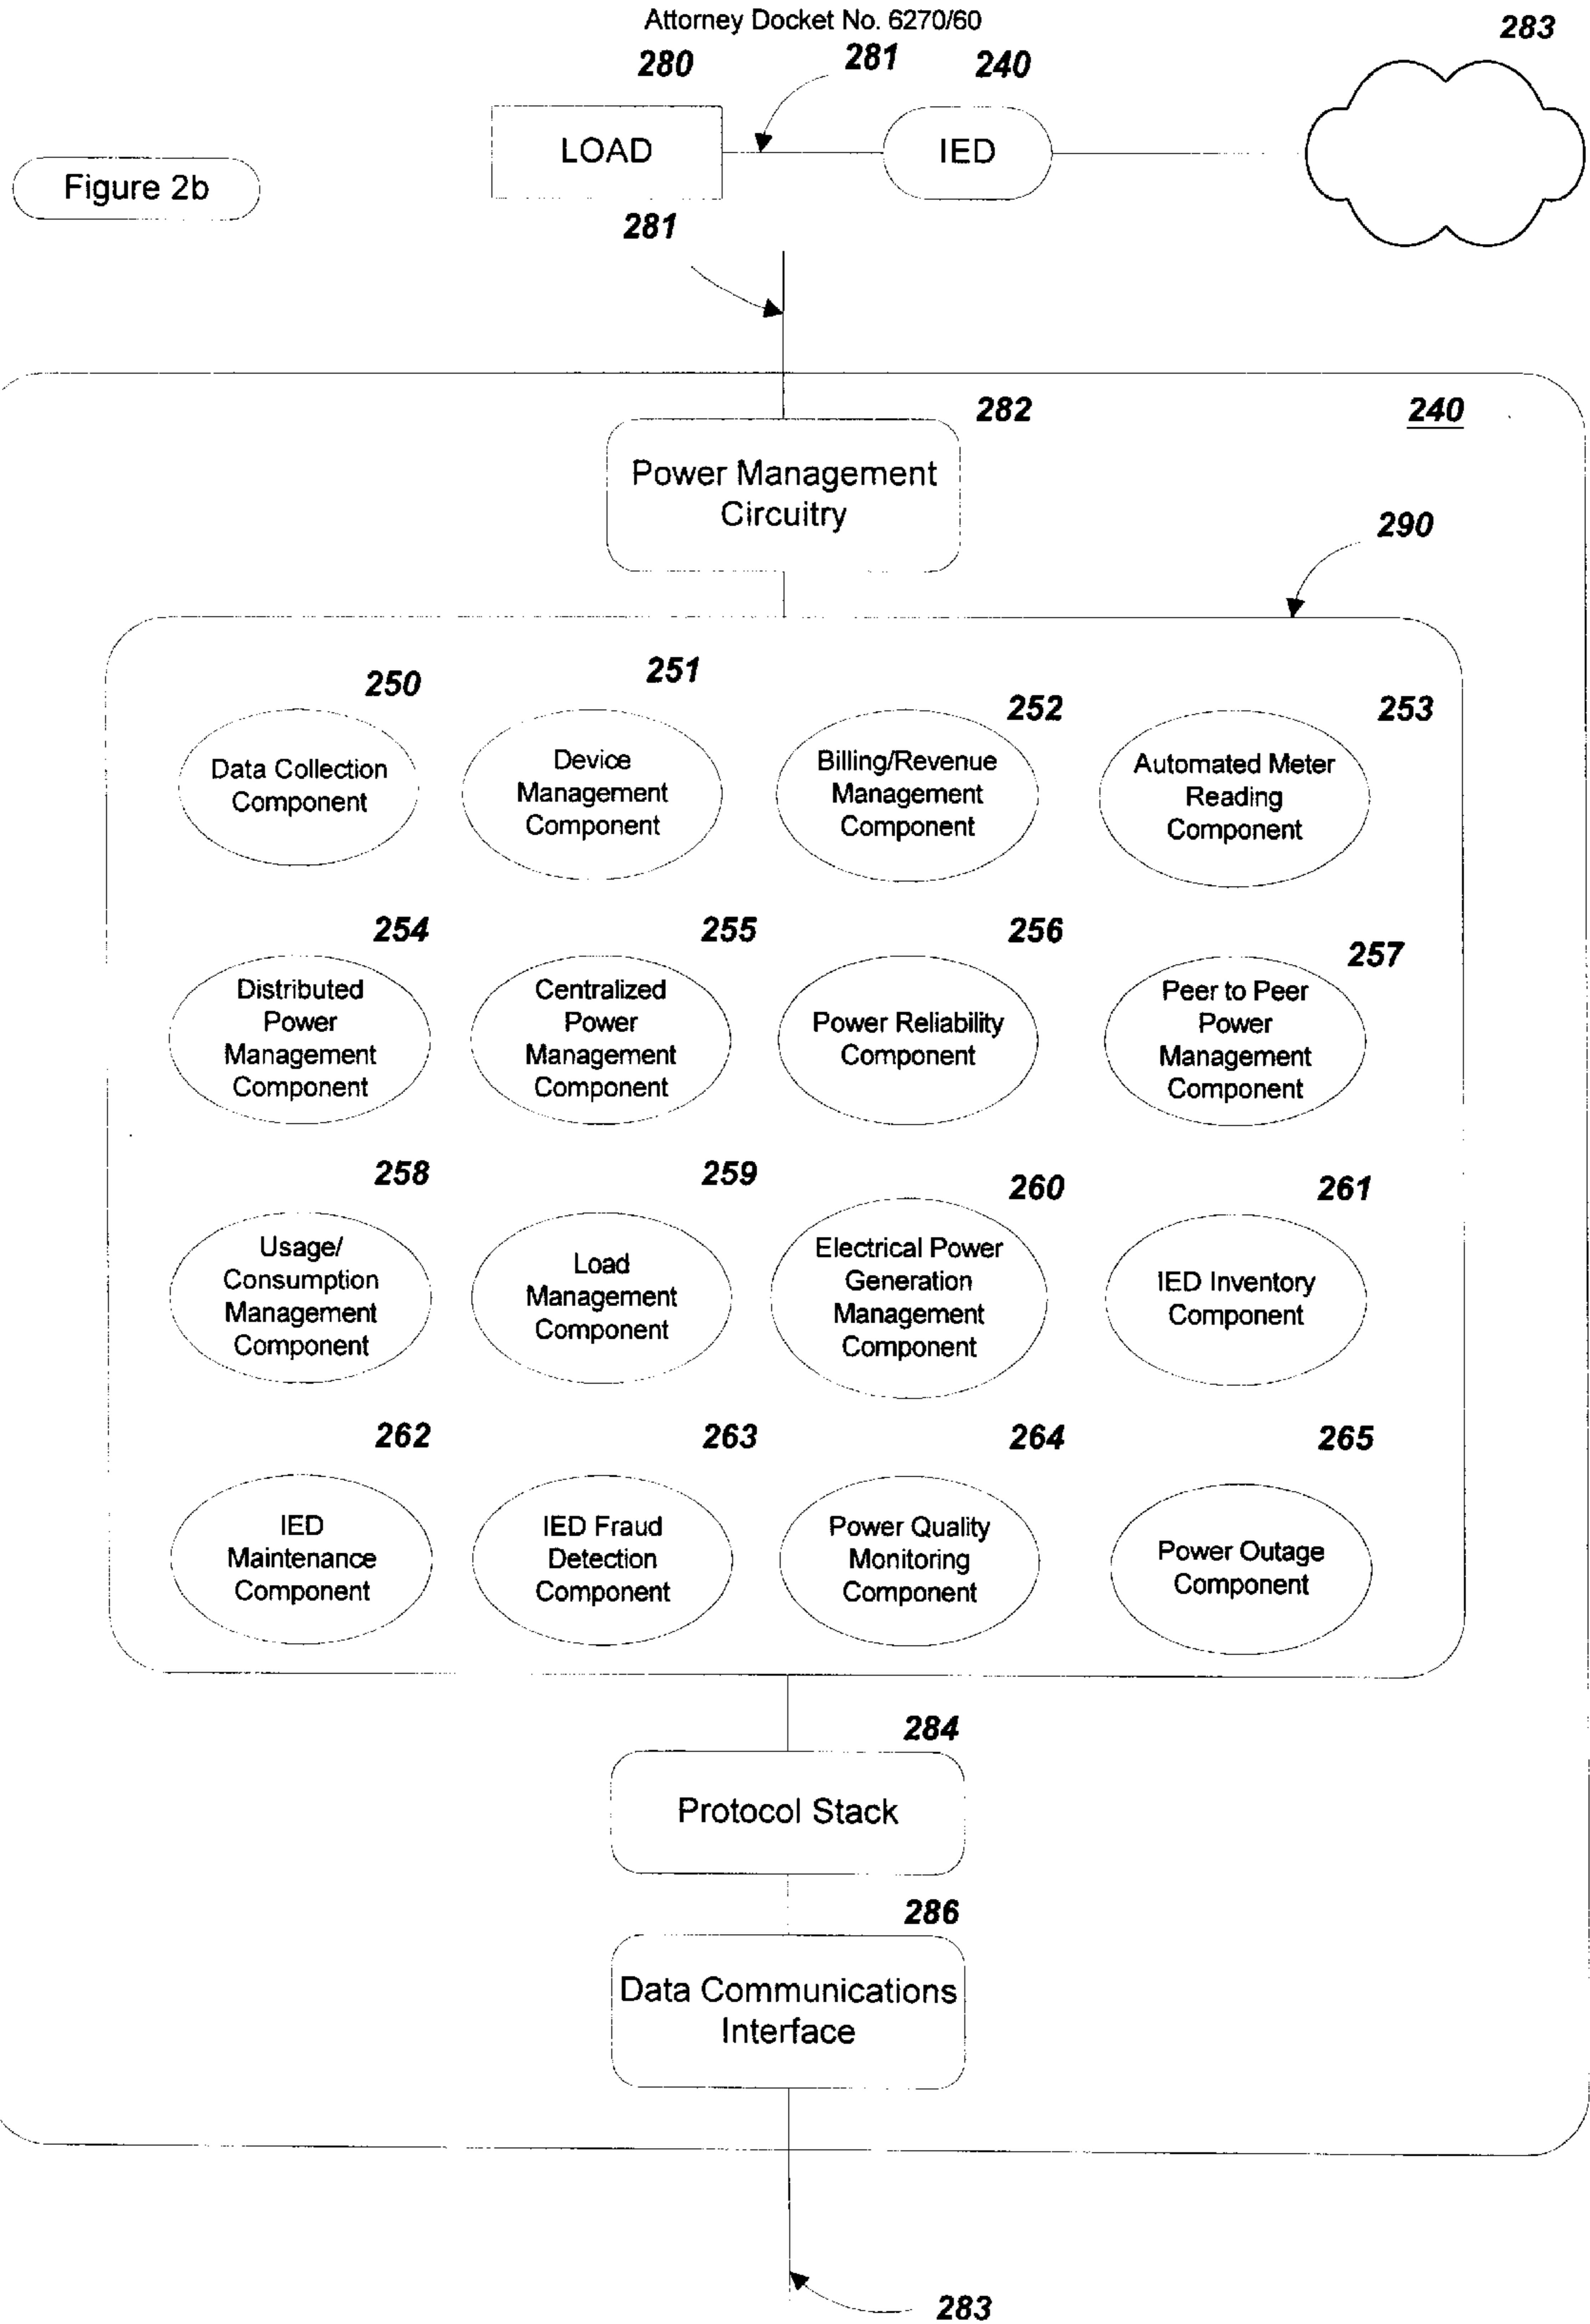 Attorney Docket No. 6270/60
283
280
281
240
LOAD
IED
Figure 2b
281
282
240
Power Management
Circuitry
290
250
251
252
253
Data Collection
Component
Device
Management
Component
Billing/Revenue
Management
Component
Automated Meter
Reading
Component
254
255
256
257
Distributed
Power
Management
Component
Centralized
Power
Management
Component
Power Reliability
Component
Peer to Peer
Power
Management
Component
258
259
260
261
Usage/
Consumption
Management
Component
Load
Management
Component
Electrical Power
Generation
Management
Component
IED Inventory
Component
262
263
264
265
IED
Maintenance
Component
IED Fraud
Detection
Component
Power Quality
Monitoring
Component
Power Outage
Component
284
Protocol Stack
286
Data Communications
Interface
283